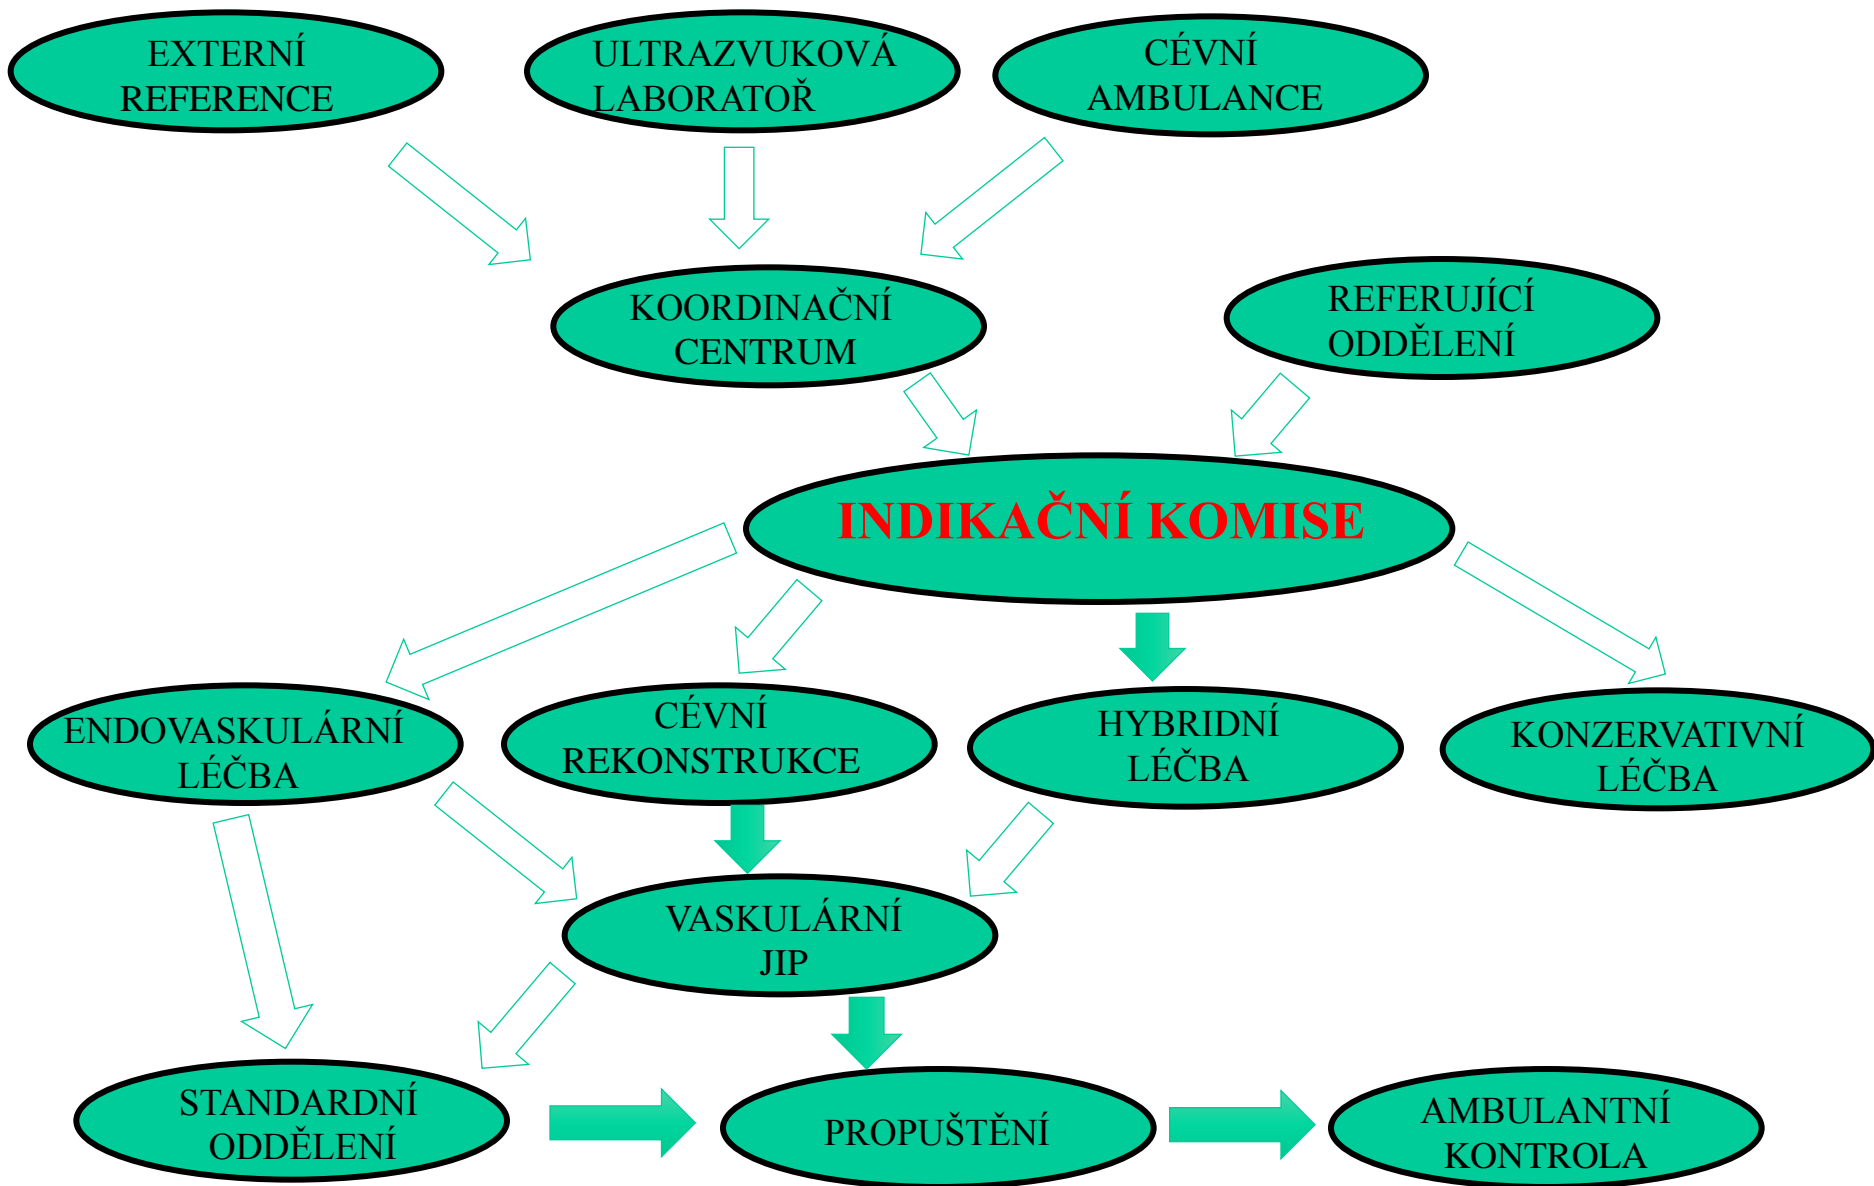 EXTERNÍ
REFERENCE
ULTRAZVUKOVÁ
LABORATOŘ
CÉVNÍ
AMBULANCE
KOORDINAČNÍ
CENTRUM
REFERUJÍCÍ
ODDĚLENÍ
INDIKAČNÍ KOMISE
ENDOVASKULÁRNÍ
LÉČBA
CÉVNÍ
REKONSTRUKCE
HYBRIDNÍ
LÉČBA
KONZERVATIVNÍ
LÉČBA
VASKULÁRNÍ
JIP
STANDARDNÍ
ODDĚLENÍ
PROPUŠTĚNÍ
AMBULANTNÍ
KONTROLA